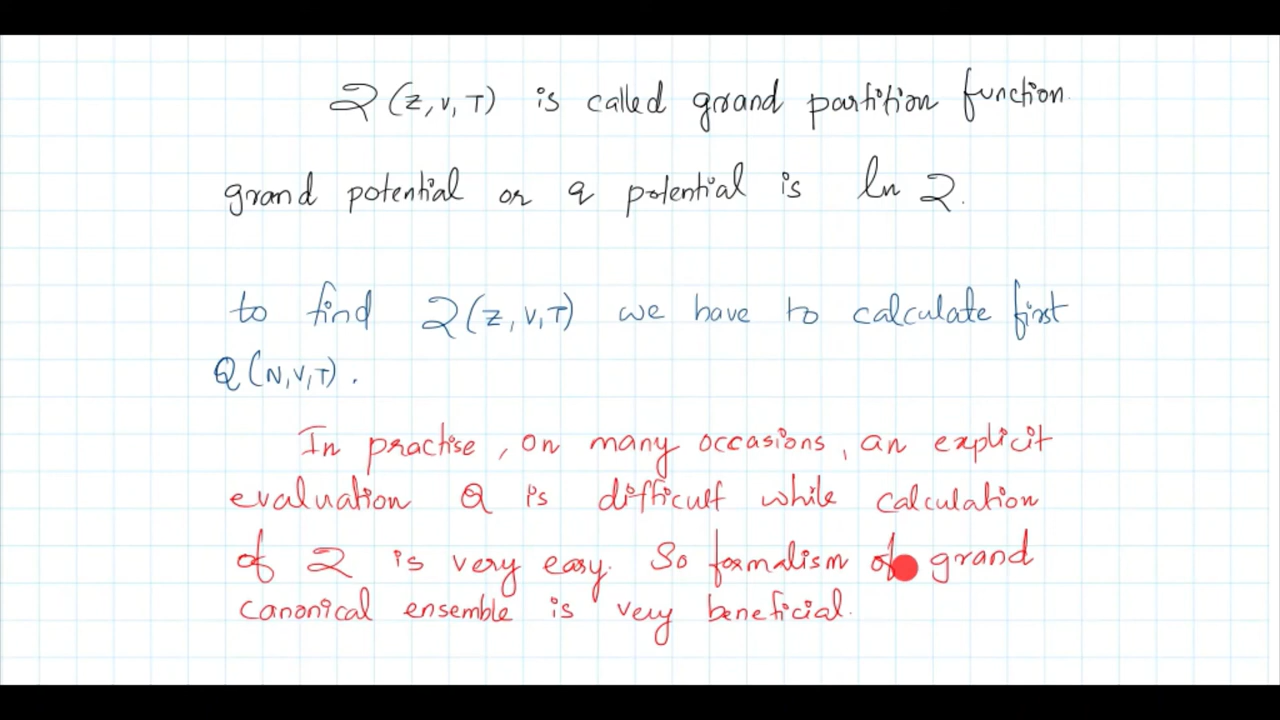 𝒬(z,v,T) is called grand partition function.
grand potential or q potential is ln 𝒬.
to find 𝒬(z,v,T) we have to calculate first
Q(N,V,T).
In practise, on many occasions, an explicit
evaluation Q is difficult while calculation
of 𝒬 is very easy. So formalism of grand
canonical ensemble is very beneficial.